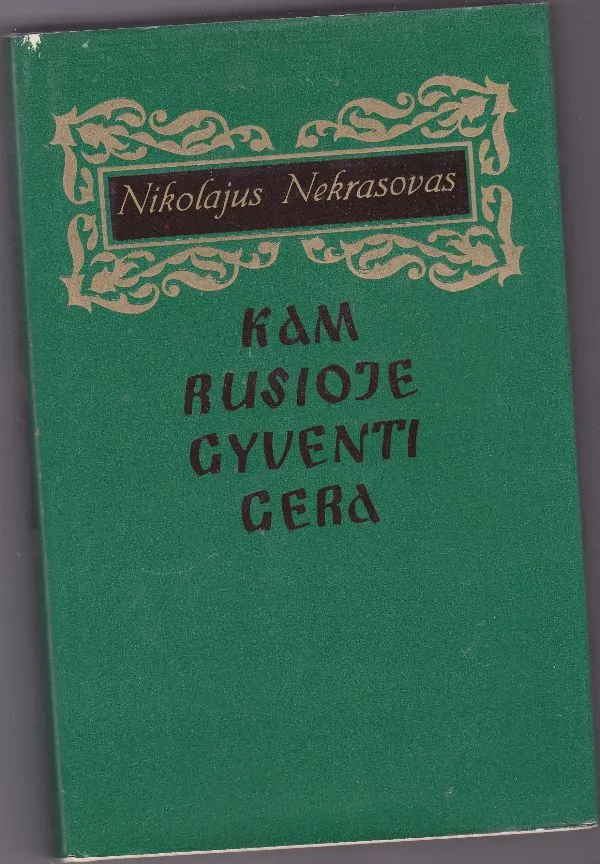 Nikolajus Nekrasovas
KAM
RUSIOJE
GYVENTI
GERA